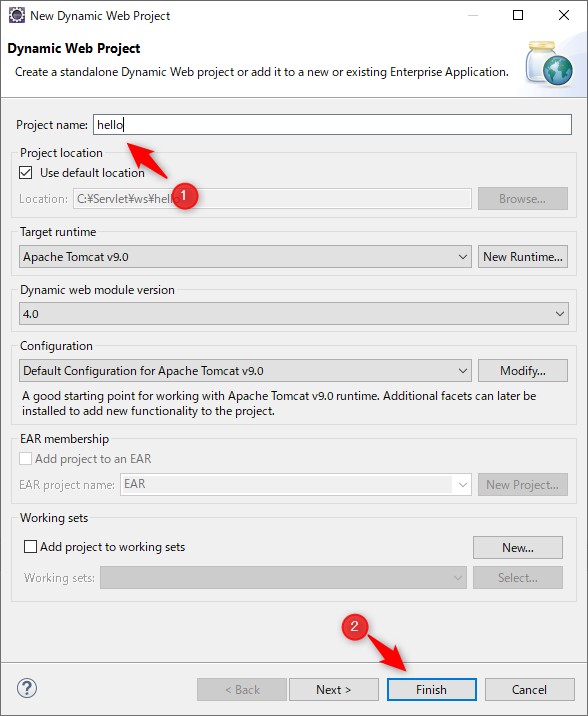 New Dynamic Web Project
Dynamic Web Project
Create a standalone Dynamic Web project or add it to a new or existing Enterprise Application.
Project name: hello
Project location
Use default location
1
Location: C:¥Servlet¥ws¥hello Browse...
Target runtime
Apache Tomcat v9.0 New Runtime...
Dynamic web module version
4.0
Configuration
Default Configuration for Apache Tomcat v9.0 Modify...
A good starting point for working with Apache Tomcat v9.0 runtime. Additional facets can later be
installed to add new functionality to the project.
EAR membership
Add project to an EAR
EAR project name: EAR New Project...
Working sets
Add project to working sets New...
Working sets: Select...
2
? < Back Next > Finish Cancel